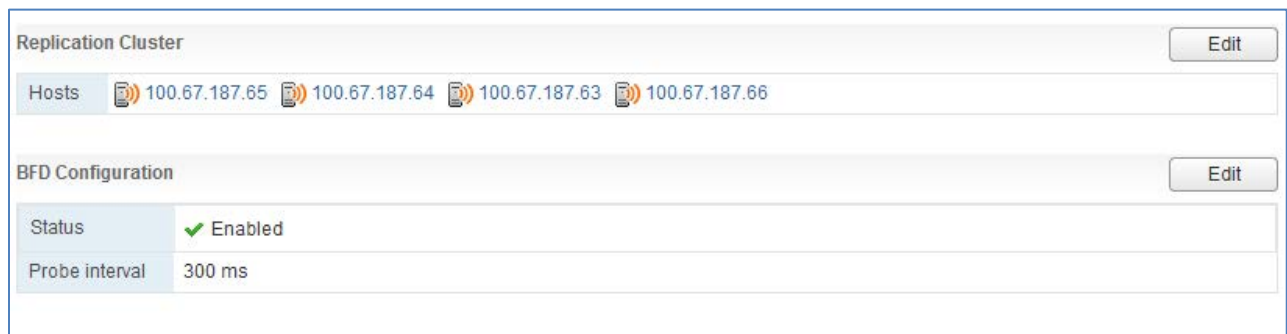 Replication Cluster Edit
Hosts 100.67.187.65 100.67.187.64 100.67.187.63 100.67.187.66
BFD Configuration Edit
Status Enabled
Probe interval 300 ms